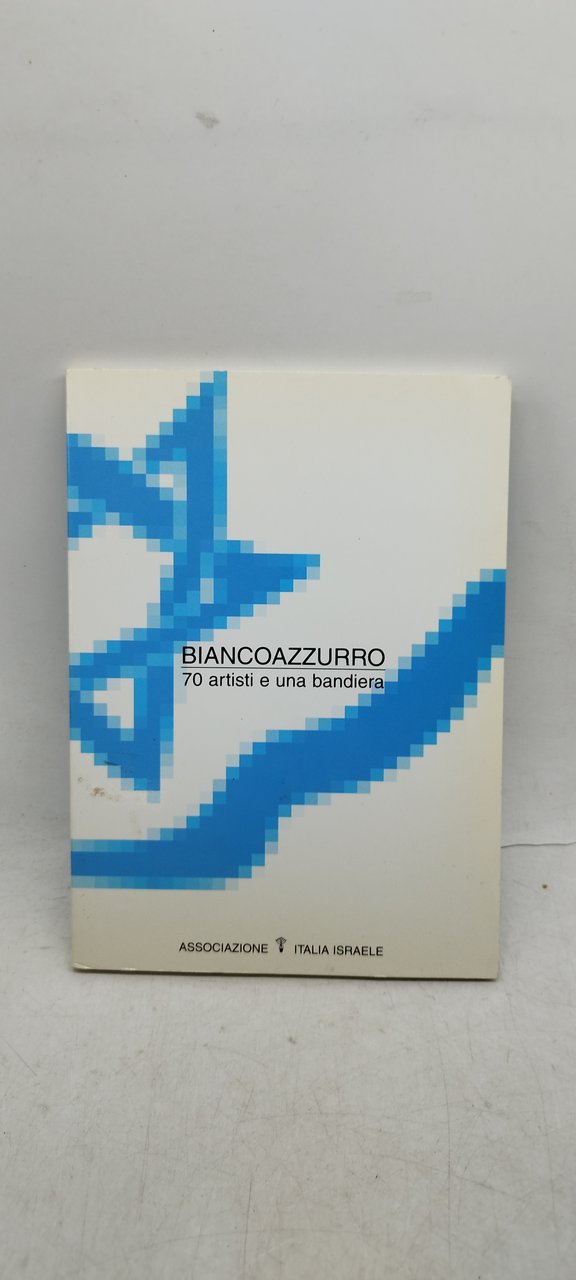 BIANCOAZZURRO
70 artisti e una bandiera
ASSOCIAZIONE ITALIA ISRAELE